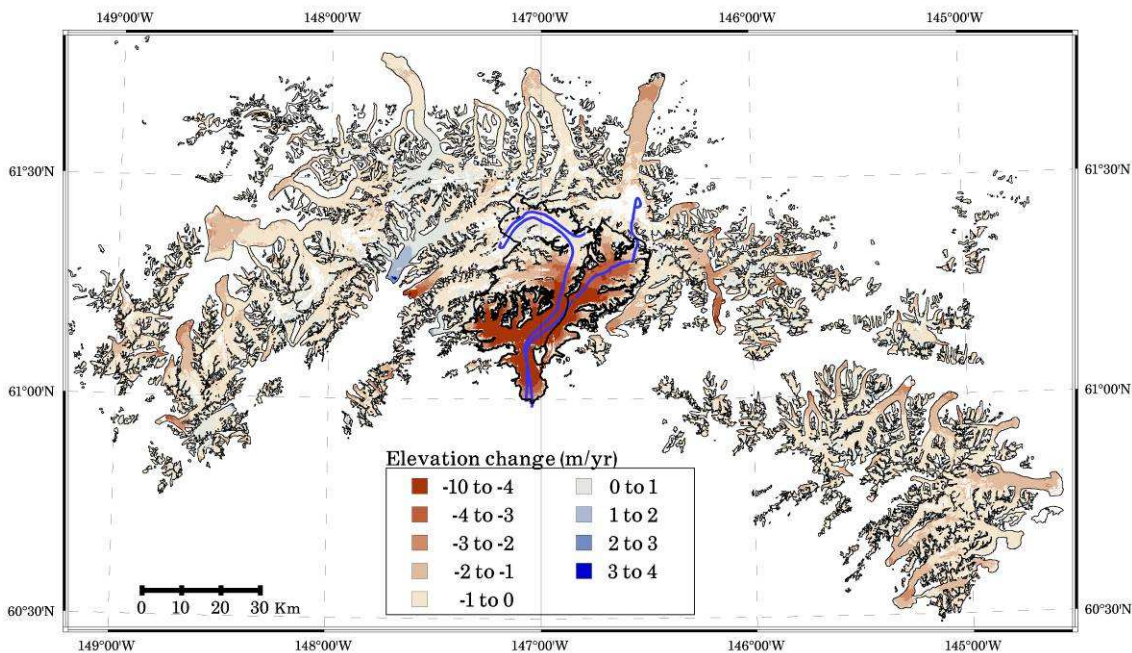 149°00'W 148°00'W 147°00'W 146°00'W 145°00'W
61°30'N 61°30'N
61°00'N 61°00'N
Elevation change (m/yr)
-10 to -4 0 to 1
-4 to -3 1 to 2
-3 to -2 2 to 3
-2 to -1 3 to 4
-1 to 0
0 10 20 30 Km
60°30'N 60°30'N
149°00'W 148°00'W 147°00'W 146°00'W 145°00'W